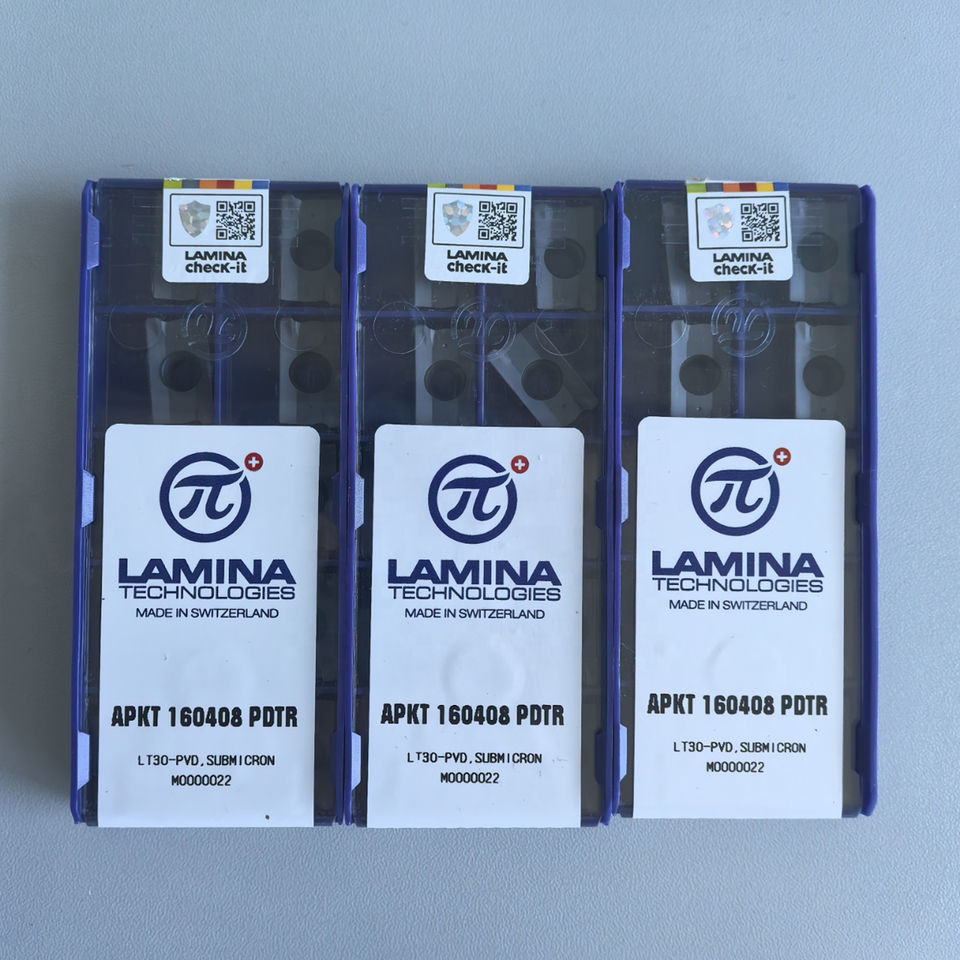 LAMINA
check-it
LAMINA
check-it
LAMINA
check-it
π
LAMINA
TECHNOLOGIES
MADE IN SWITZERLAND
APKT 160408 PDTR
LT30-PVD,SUBMICRON
M0000022
π
LAMINA
TECHNOLOGIES
MADE IN SWITZERLAND
APKT 160408 PDTR
LT30-PVD,SUBMICRON
M0000022
π
LAMINA
TECHNOLOGIES
MADE IN SWITZERLAND
APKT 160408 PDTR
LT30-PVD,SUBMICRON
M0000022